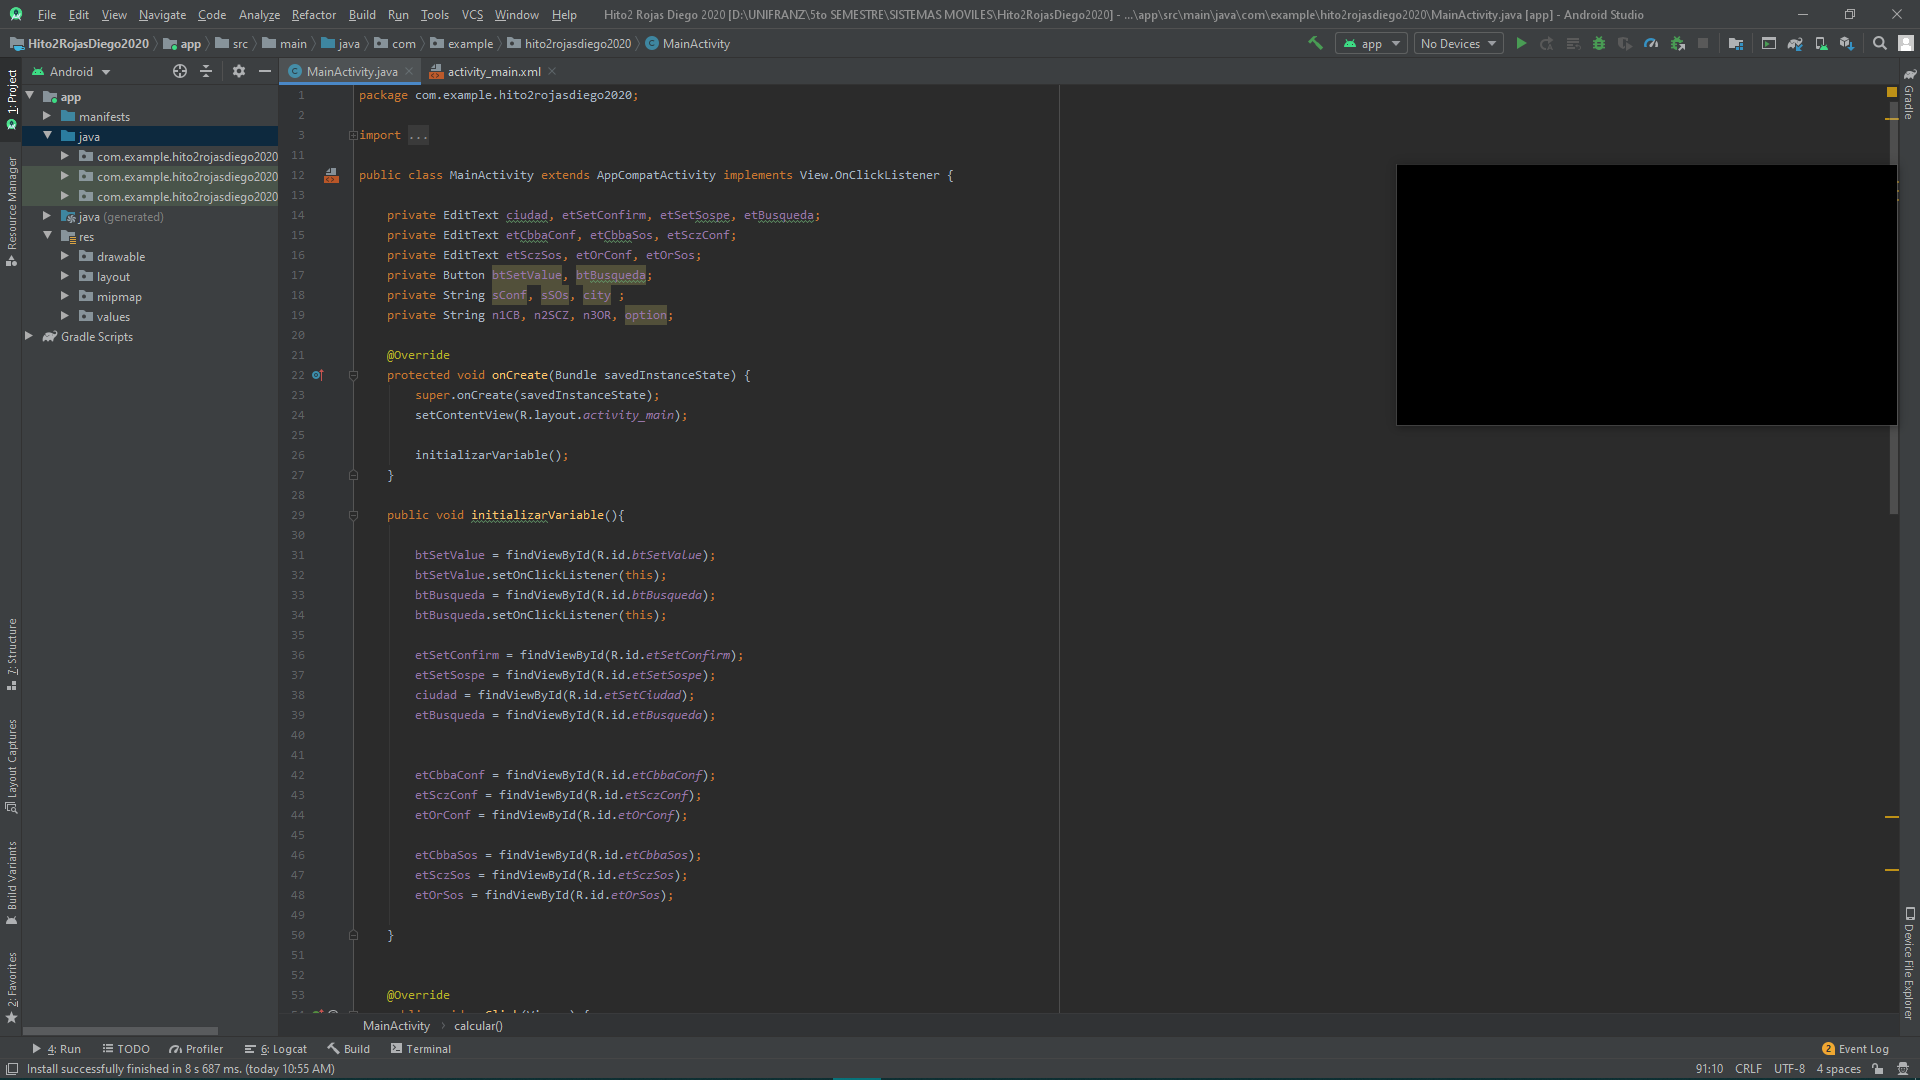 File Edit View Navigate Code Analyze Refactor Build Run Tools VCS Window Help Hito2 Rojas Diego 2020 [D:\UNIFRANZ\5to SEMESTRE\SISTEMAS MOVILES\Hito2RojasDiego2020] - ...\app\src\main\java\com\example\hito2rojasdiego2020\MainActivity.java [app] - Android Studio
Hito2RojasDiego2020 app src main java com example hito2rojasdiego2020 MainActivity app No Devices
Android MainActivity.java activity_main.xml
1: Project
Resource Manager
7: Structure
Layout Captures
Build Variants
2: Favorites
app
manifests
java
com.example.hito2rojasdiego2020
com.example.hito2rojasdiego2020
com.example.hito2rojasdiego2020
java (generated)
res
drawable
layout
mipmap
values
Gradle Scripts
1 package com.example.hito2rojasdiego2020;
2
3 import ...
11
12 public class MainActivity extends AppCompatActivity implements View.OnClickListener {
13
14 private EditText ciudad, etSetConfirm, etSetSospe, etBusqueda;
15 private EditText etCbbaConf, etCbbaSos, etSczConf;
16 private EditText etSczSos, etOrConf, etOrSos;
17 private Button btSetValue, btBusqueda;
18 private String sConf, sSOs, city ;
19 private String n1CB, n2SCZ, n3OR, option;
20
21 @Override
22 protected void onCreate(Bundle savedInstanceState) {
23 super.onCreate(savedInstanceState);
24 setContentView(R.layout.activity_main);
25
26 initializarVariable();
27 }
28
29 public void initializarVariable(){
30
31 btSetValue = findViewById(R.id.btSetValue);
32 btSetValue.setOnClickListener(this);
33 btBusqueda = findViewById(R.id.btBusqueda);
34 btBusqueda.setOnClickListener(this);
35
36 etSetConfirm = findViewById(R.id.etSetConfirm);
37 etSetSospe = findViewById(R.id.etSetSospe);
38 ciudad = findViewById(R.id.etSetCiudad);
39 etBusqueda = findViewById(R.id.etBusqueda);
40
41
42 etCbbaConf = findViewById(R.id.etCbbaConf);
43 etSczConf = findViewById(R.id.etSczConf);
44 etOrConf = findViewById(R.id.etOrConf);
45
46 etCbbaSos = findViewById(R.id.etCbbaSos);
47 etSczSos = findViewById(R.id.etSczSos);
48 etOrSos = findViewById(R.id.etOrSos);
49
50 }
51
52
53 @Override
MainActivity calcular()
Gradle
Device File Explorer
4: Run TODO Profiler 6: Logcat Build Terminal 2 Event Log
Install successfully finished in 8 s 687 ms. (today 10:55 AM) 91:10 CRLF UTF-8 4 spaces